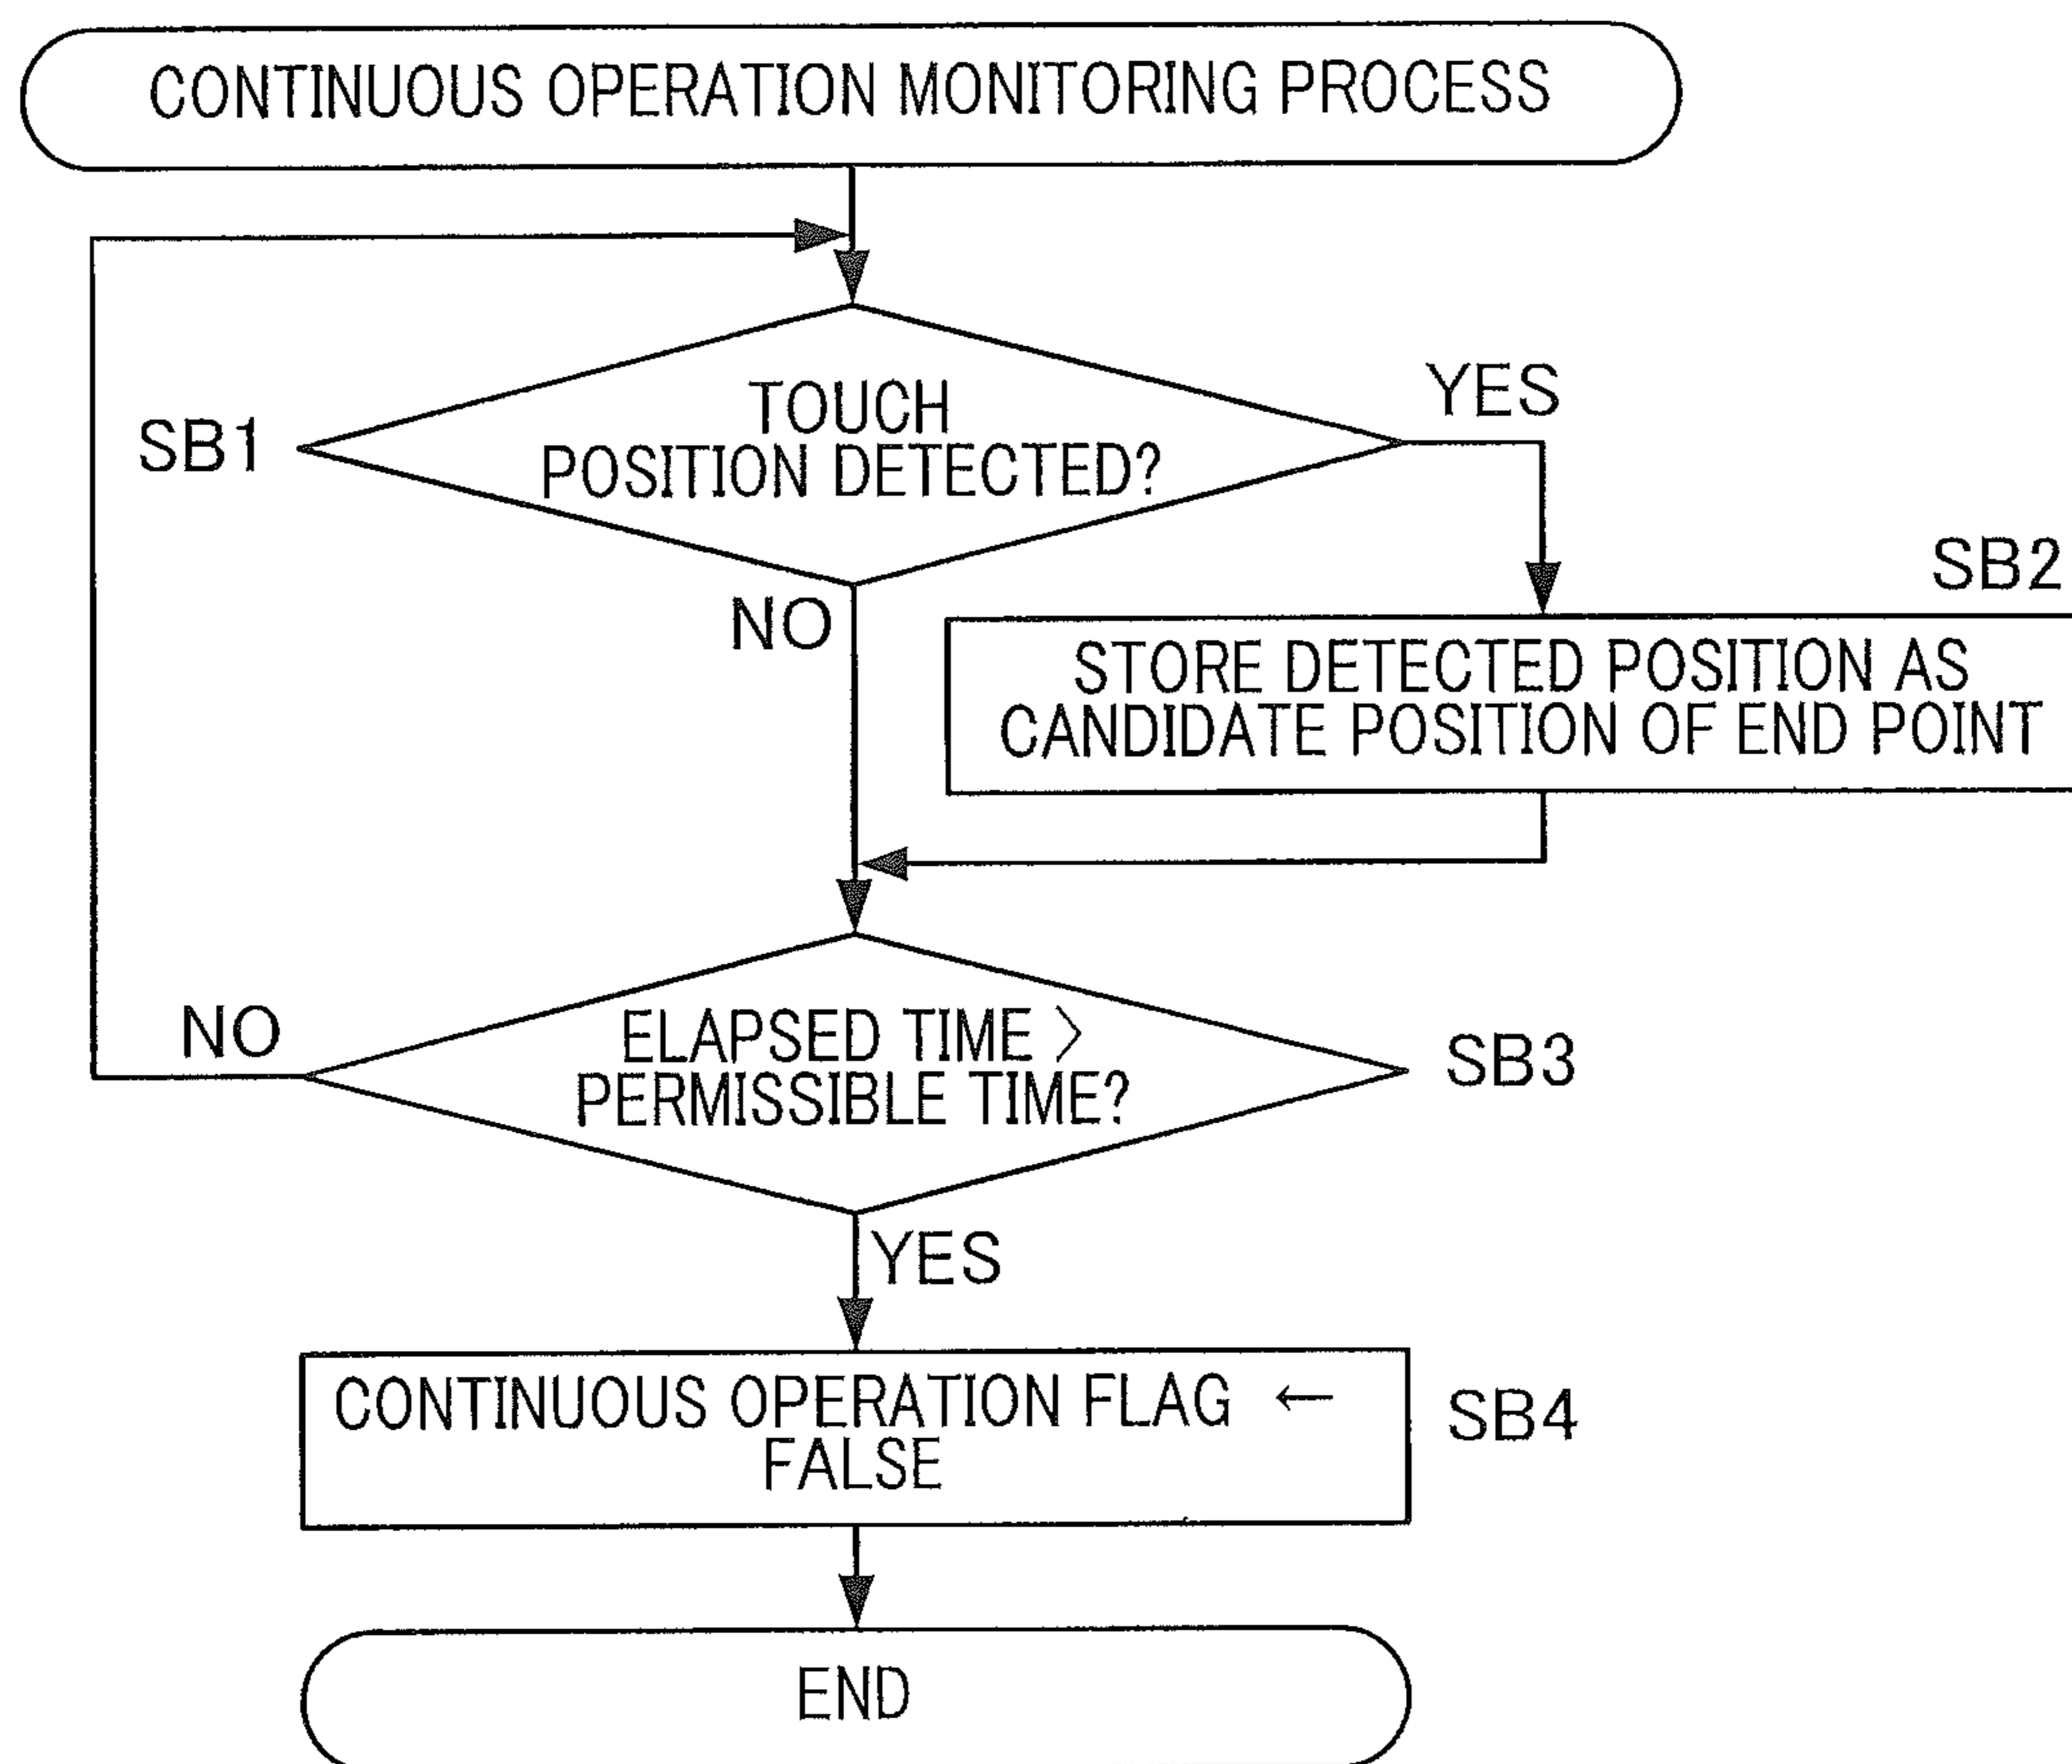 CONTINUOUS OPERATION MONITORING PROCESS
TOUCH
POSITION DETECTED?
SB1
YES
NO
SB2
STORE DETECTED POSITION AS
CANDIDATE POSITION OF END POINT
ELAPSED TIME >
PERMISSIBLE TIME?
NO
SB3
YES
CONTINUOUS OPERATION FLAG ←
FALSE
SB4
END